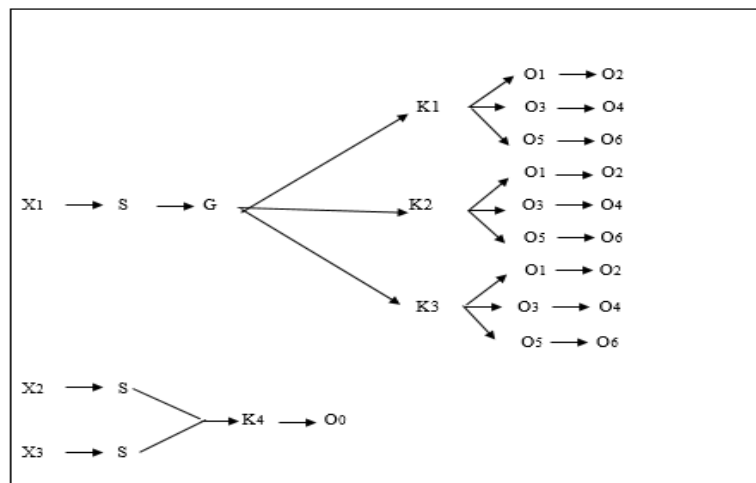 O1 O2
K1 O3 O4
O5 O6
O1 O2
X1 S G K2 O3 O4
O5 O6
O1 O2
K3 O3 O4
O5 O6
X2 S
K4 O0
X3 S